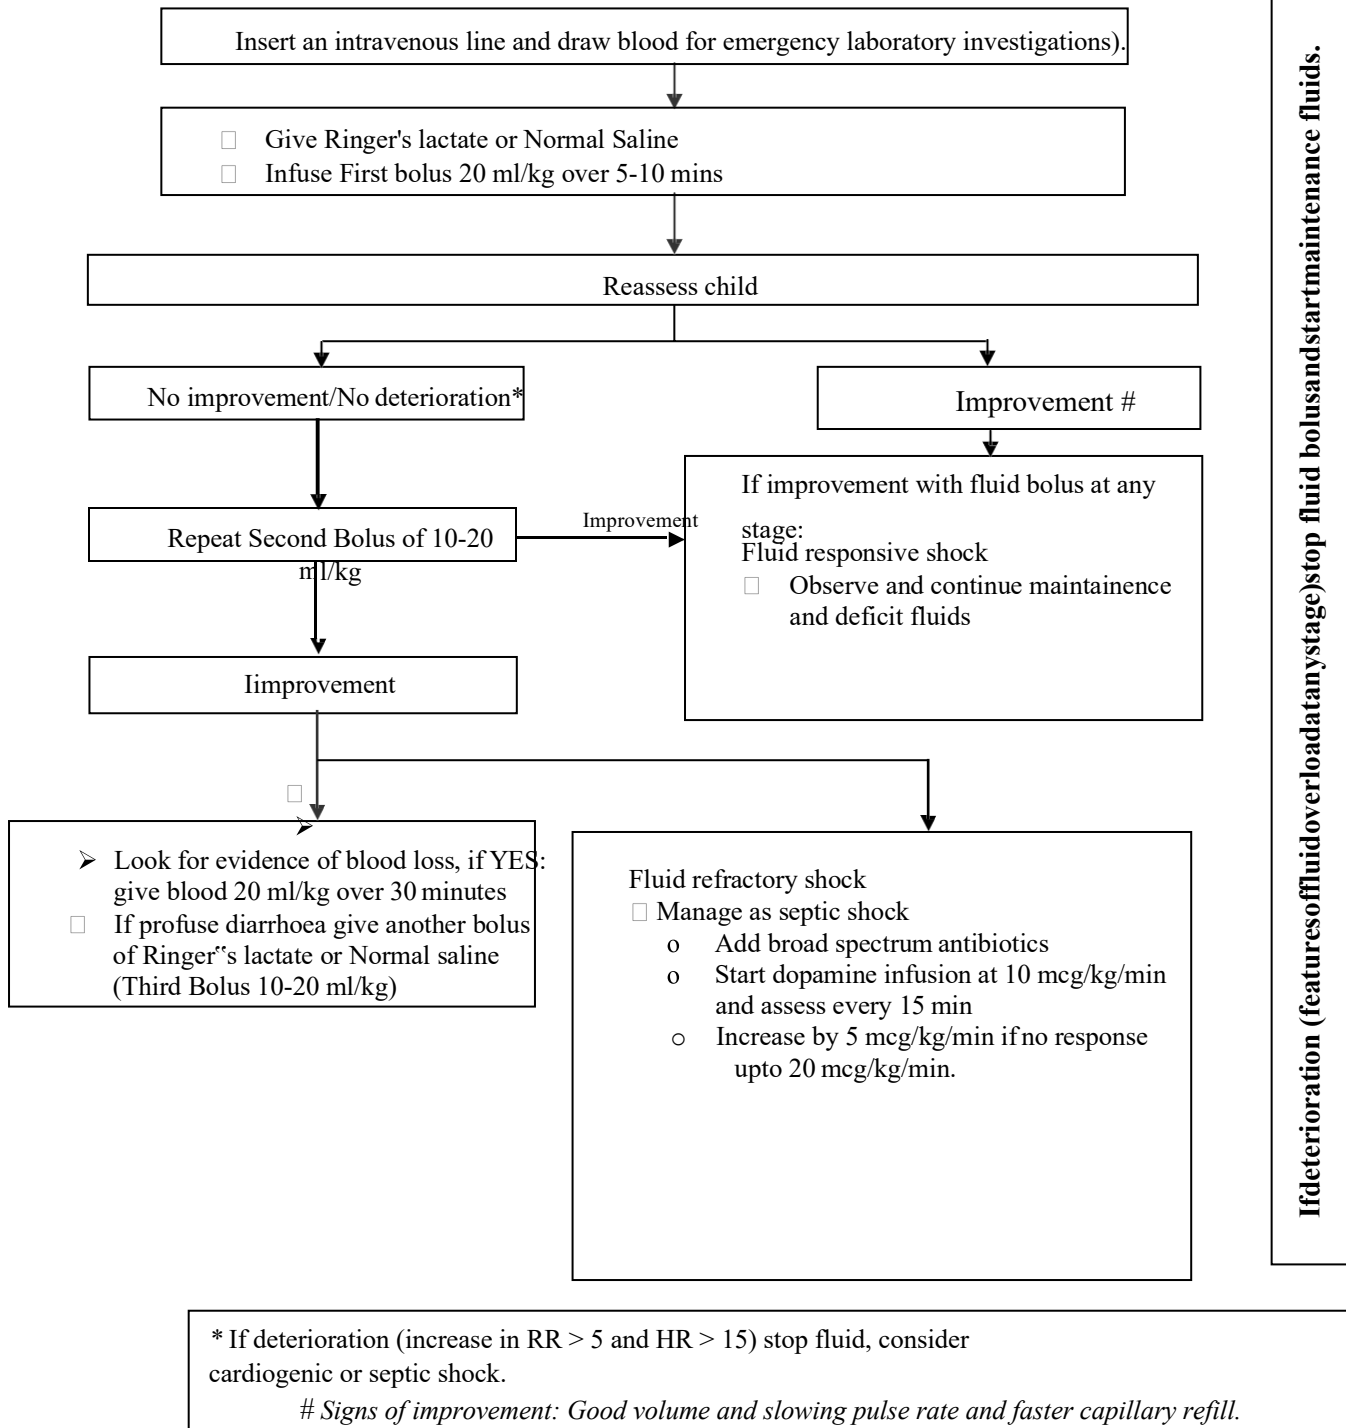 Insert an intravenous line and draw blood for emergency laboratory investigations).
Give Ringer's lactate or Normal Saline
Infuse First bolus 20 ml/kg over 5-10 mins
Reassess child
No improvement/No deterioration*
Improvement #
Repeat Second Bolus of 10-20
ml/kg
Improvement
If improvement with fluid bolus at any
stage:
Fluid responsive shock
Observe and continue maintainence
and deficit fluids
Iimprovement
➢ Look for evidence of blood loss, if YES:
give blood 20 ml/kg over 30 minutes
If profuse diarrhoea give another bolus
of Ringer‟s lactate or Normal saline
(Third Bolus 10-20 ml/kg)
Fluid refractory shock
Manage as septic shock
o Add broad spectrum antibiotics
o Start dopamine infusion at 10 mcg/kg/min
and assess every 15 min
o Increase by 5 mcg/kg/min if no response
upto 20 mcg/kg/min.
Ifdeterioration (featuresoffluidoverloadatanystage)stop fluid bolusandstartmaintenance fluids.
* If deterioration (increase in RR > 5 and HR > 15) stop fluid, consider
cardiogenic or septic shock.
# Signs of improvement: Good volume and slowing pulse rate and faster capillary refill.